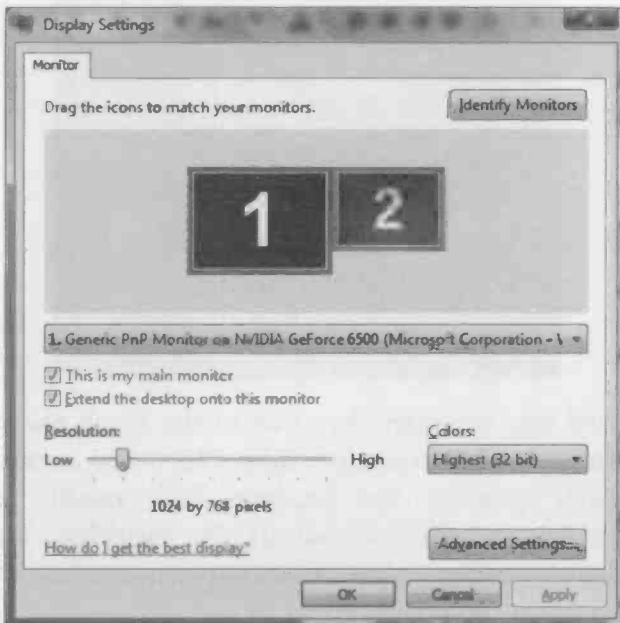 Display Settings
Monitor
Drag the icons to match your monitors.
Identify Monitors
1
2
1. Generic PnP Monitor on NVIDIA GeForce 6500 (Microsoft Corporation - \
This is my main monitor
Extend the desktop onto this monitor
Resolution:
Colors:
Low
High
Highest (32 bit)
1024 by 768 pixels
How do I get the best display?
Advanced Settings...
OK
Cancel
Apply